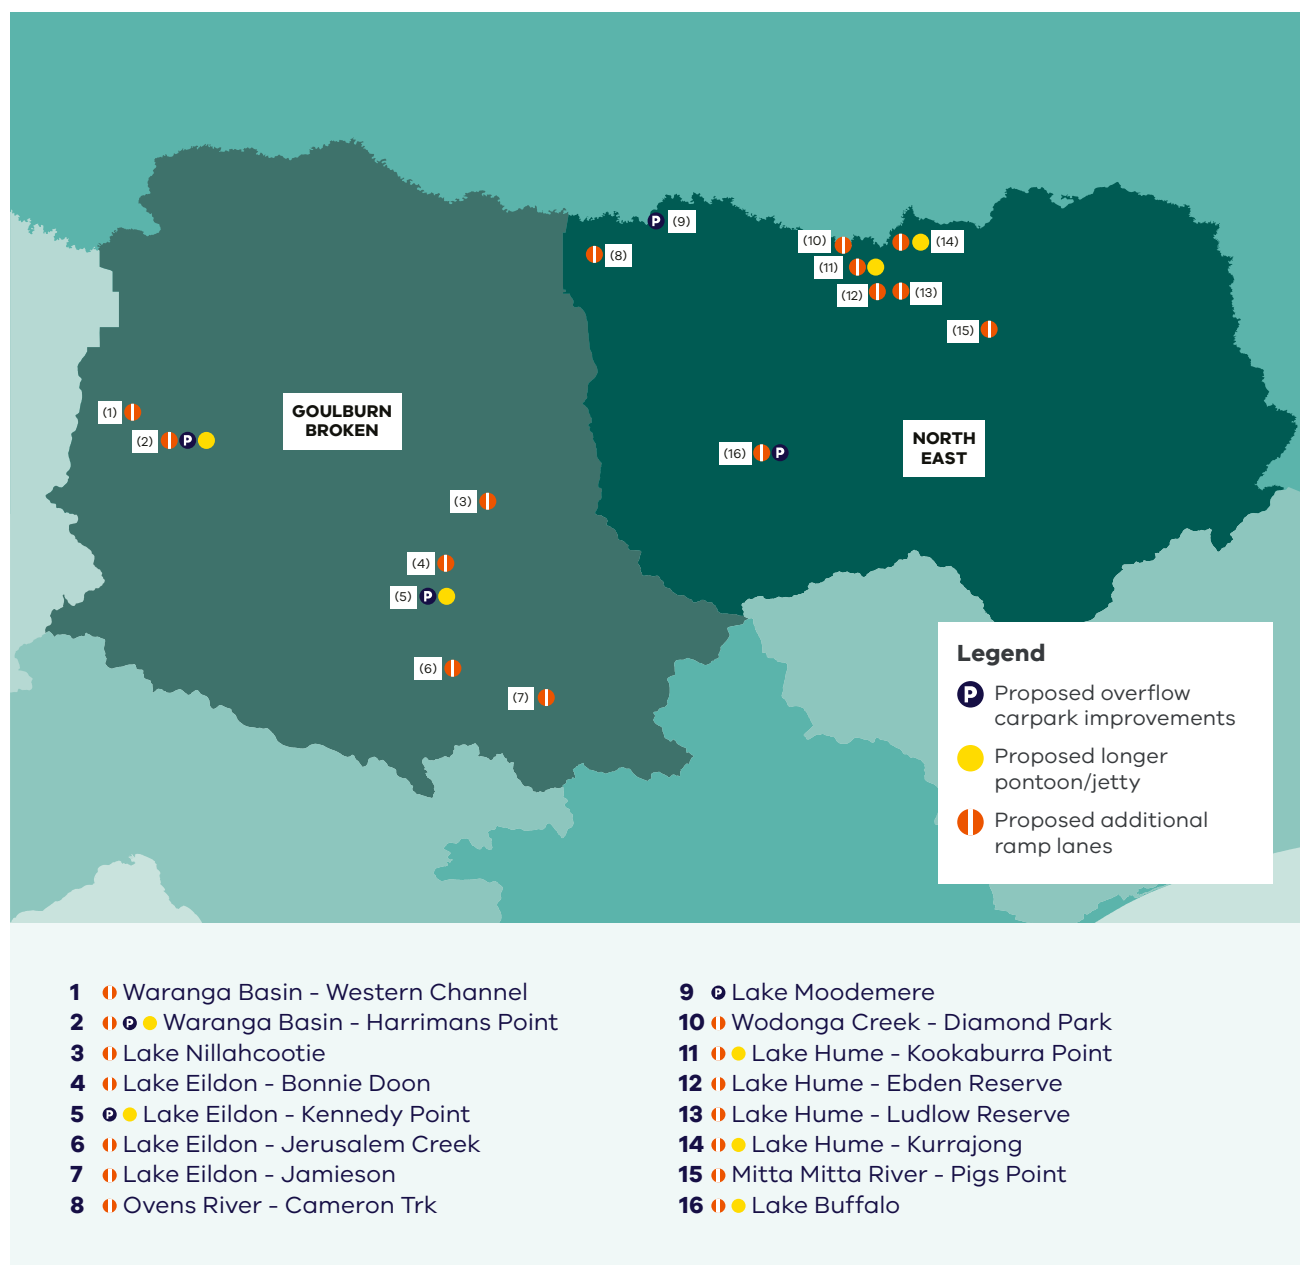 P (9)
(10)
(14)
(8)
(11)
(12)
(13)
(15)
(1)
GOULBURN
BROKEN
(2) P
NORTH
EAST
(16) P
(3)
(4)
(5) P
(6)
(7)
Legend
P Proposed overflow
carpark improvements
Proposed longer
pontoon/jetty
Proposed additional
ramp lanes
1 Waranga Basin - Western Channel
2 P Waranga Basin - Harrimans Point
3 Lake Nillahcootie
4 Lake Eildon - Bonnie Doon
5 P Lake Eildon - Kennedy Point
6 Lake Eildon - Jerusalem Creek
7 Lake Eildon - Jamieson
8 Ovens River - Cameron Trk
9 P Lake Moodemere
10 Wodonga Creek - Diamond Park
11 Lake Hume - Kookaburra Point
12 Lake Hume - Ebden Reserve
13 Lake Hume - Ludlow Reserve
14 Lake Hume - Kurrajong
15 Mitta Mitta River - Pigs Point
16 Lake Buffalo